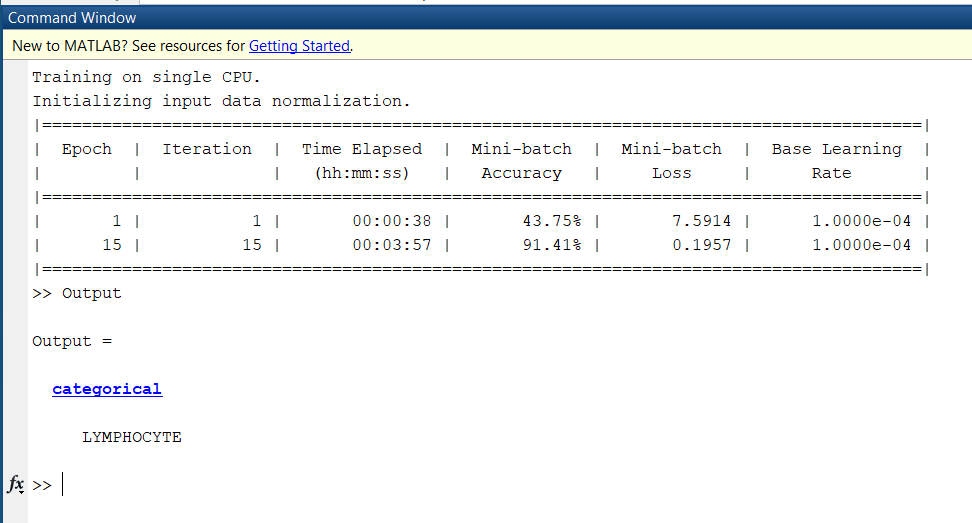 Command Window
New to MATLAB? See resources for Getting Started.
Training on single CPU.
Initializing input data normalization.
|========================================================================================|
| Epoch | Iteration | Time Elapsed | Mini-batch | Mini-batch | Base Learning |
| | | (hh:mm:ss) | Accuracy | Loss | Rate |
|========================================================================================|
| 1 | 1 | 00:00:38 | 43.75% | 7.5914 | 1.0000e-04 |
| 15 | 15 | 00:03:57 | 91.41% | 0.1957 | 1.0000e-04 |
|========================================================================================|
>> Output
Output =
categorical
LYMPHOCYTE
fx >>